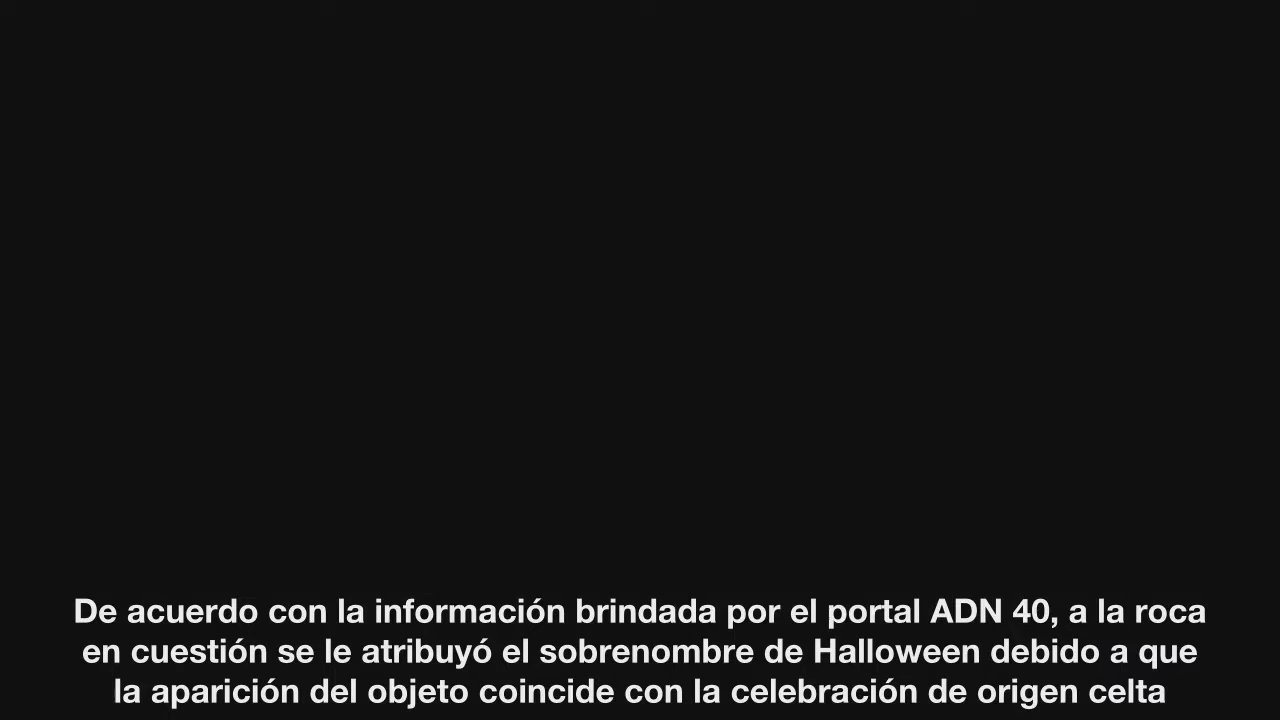 De acuerdo con la información brindada por el portal ADN 40, a la roca
en cuestión se le atribuyó el sobrenombre de Halloween debido a que
la aparición del objeto coincide con la celebración de origen celta